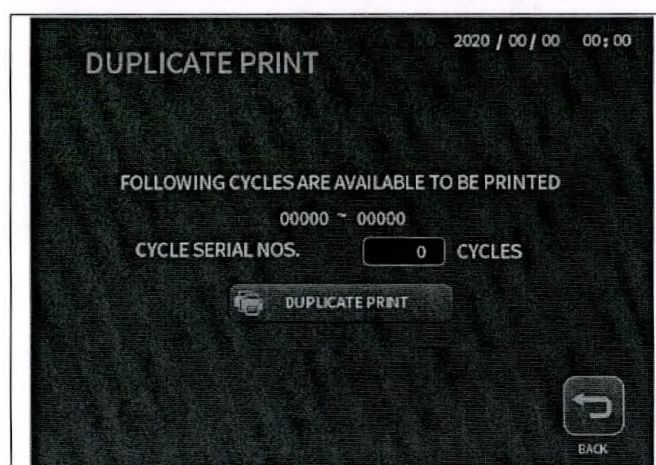 DUPLICATE PRINT
2020 / 00 / 00 00:00
FOLLOWING CYCLES ARE AVAILABLE TO BE PRINTED
00000 ~ 00000
CYCLE SERIAL NOS. 0 CYCLES
DUPLICATE PRINT
BACK